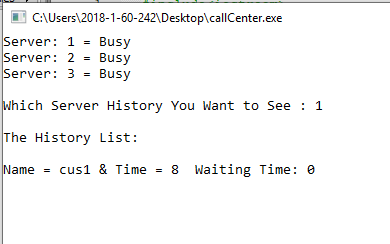 C:\Users\2018-1-60-242\Desktop\callCenter.exe
Server: 1 = Busy
Server: 2 = Busy
Server: 3 = Busy
Which Server History You Want to See : 1
The History List:
Name = cus1 & Time = 8  Waiting Time: 0